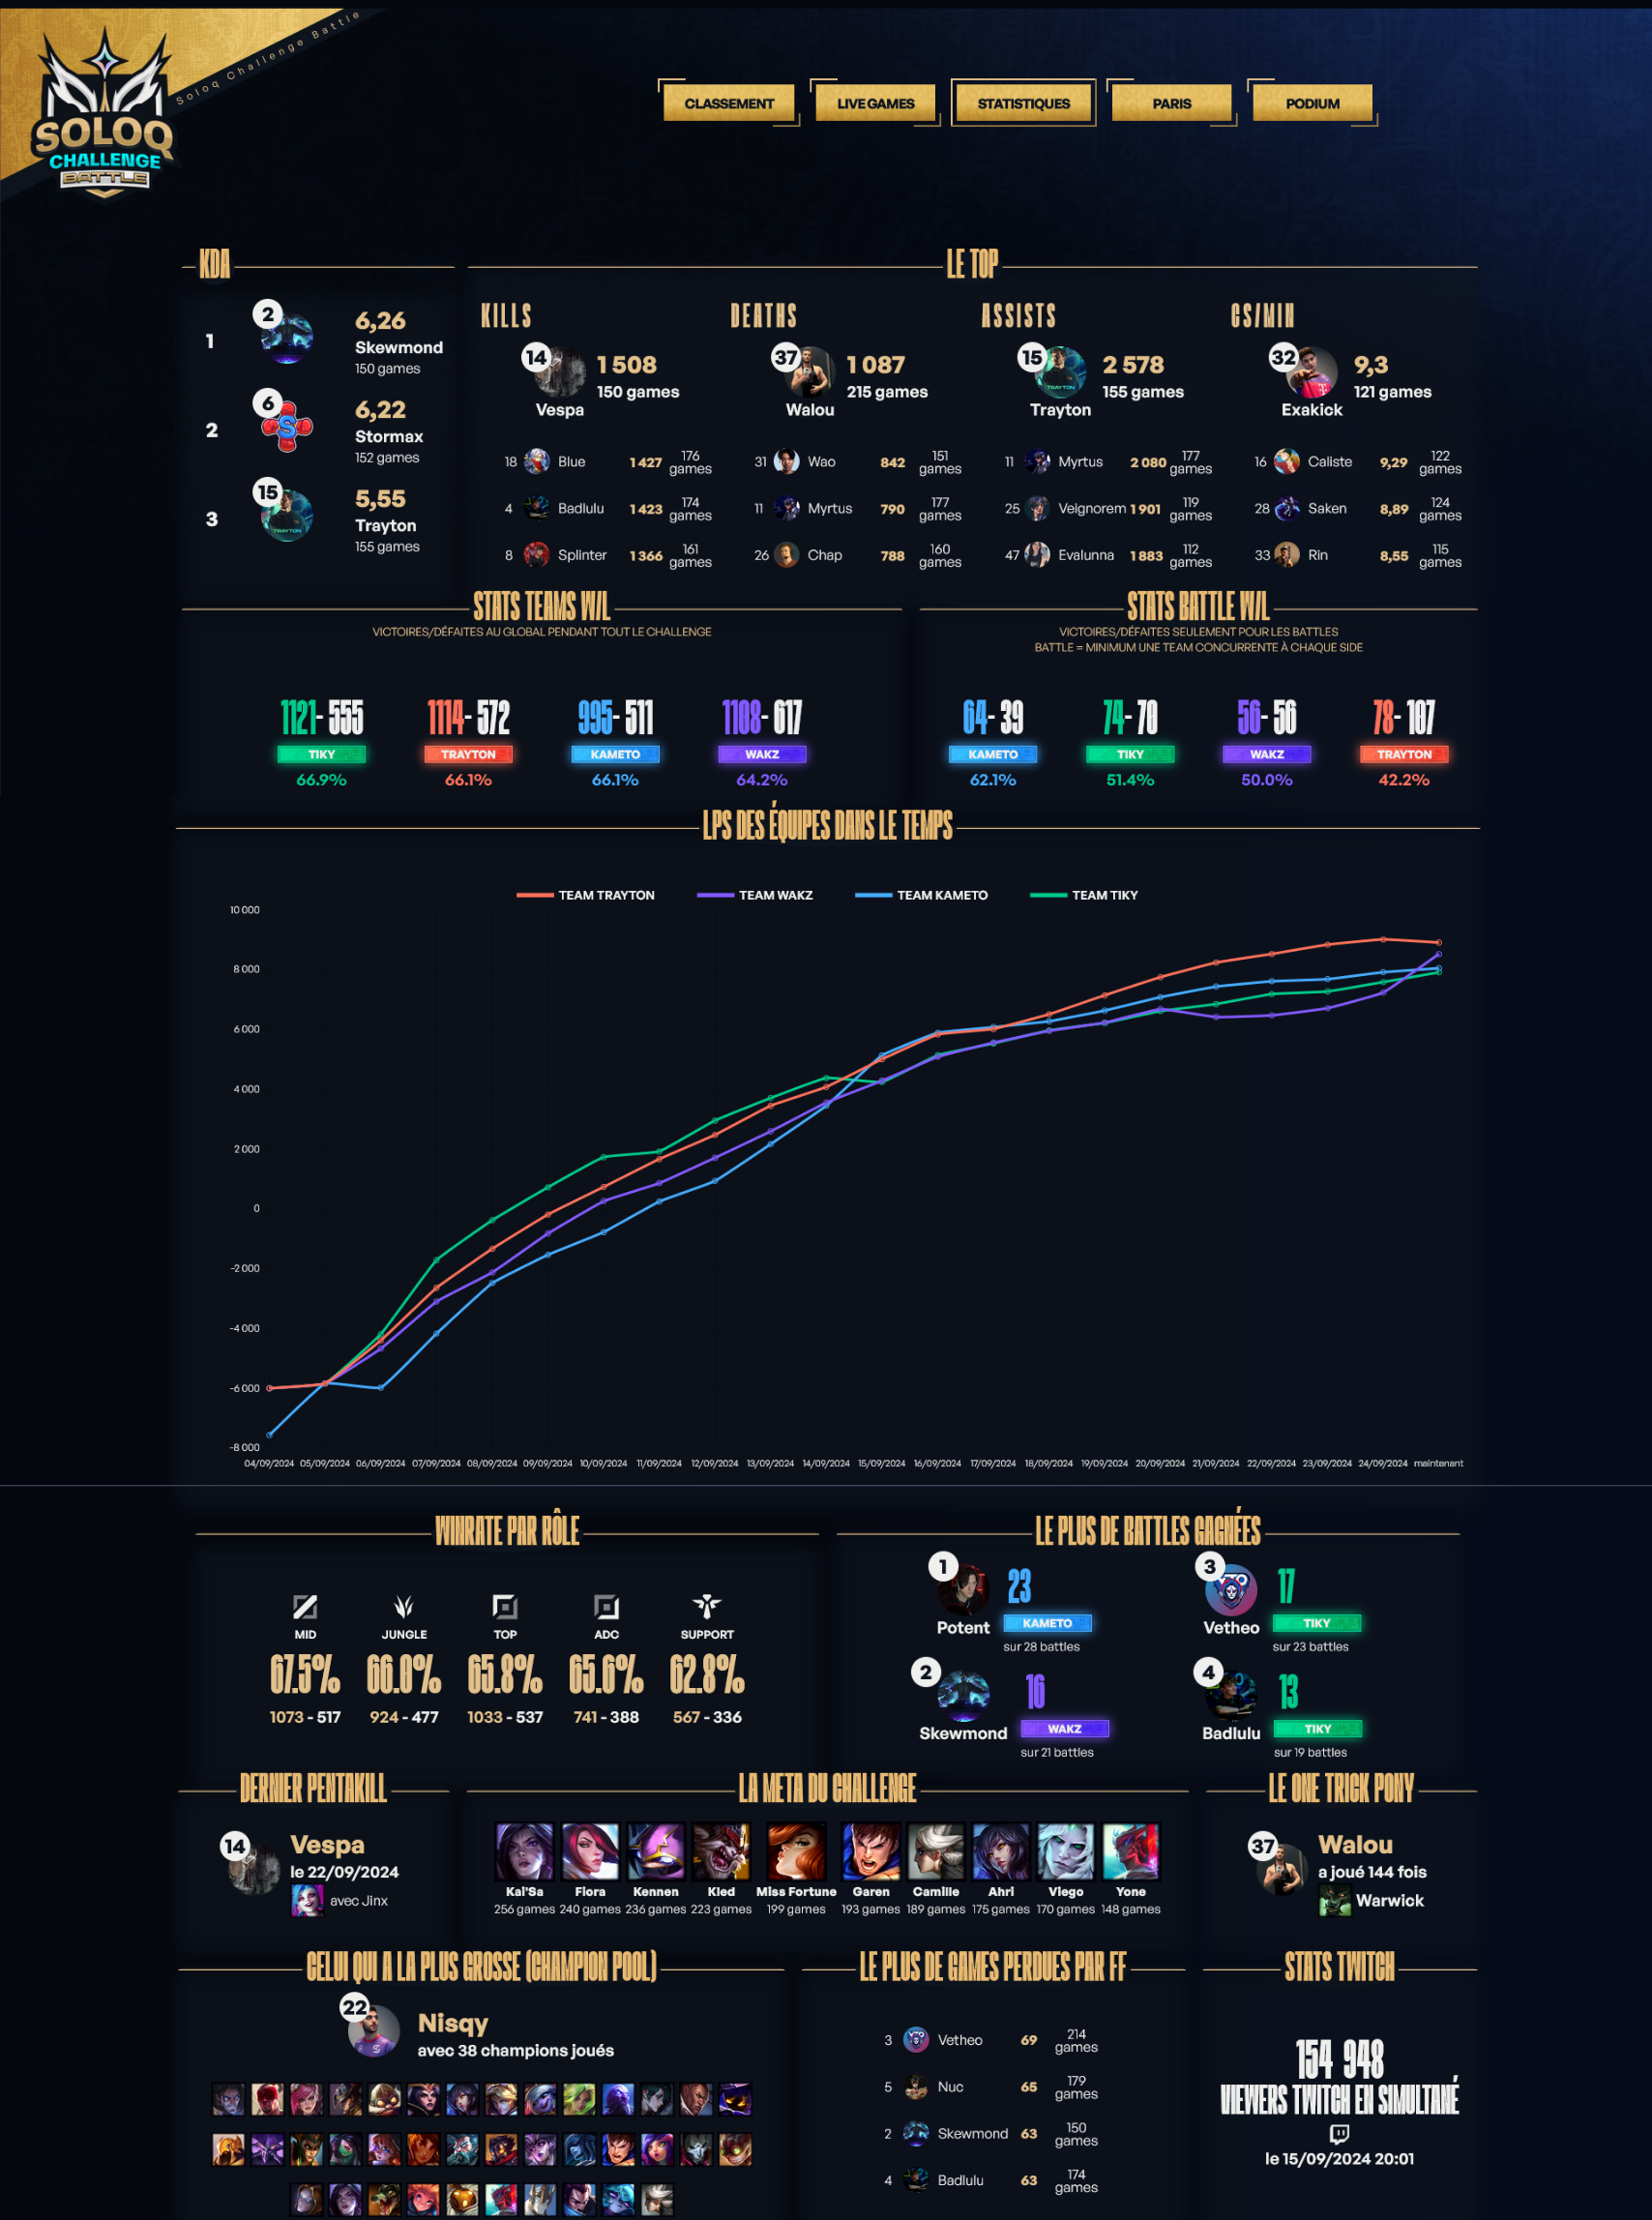 Soloq Challenge Battle
SOLOQ
CHALLENGE
BATTLE
CLASSEMENT
LIVE GAMES
STATISTIQUES
PARIS
PODIUM
KDA
1
2
6,26
Skewmond
150 games
2
6
6,22
Stormax
152 games
3
15
5,55
Trayton
155 games
LE TOP
KILLS
14
1 508
150 games
Vespa
18 Blue 1 427 176 games
4 Badlulu 1 423 174 games
8 Splinter 1 366 161 games
DEATHS
37
1 087
215 games
Walou
31 Wao 842 151 games
11 Myrtus 790 177 games
26 Chap 788 160 games
ASSISTS
15
2 578
155 games
Trayton
11 Myrtus 2 080 177 games
25 Veignorem 1 901 119 games
47 Evalunna 1 883 112 games
CS/MIN
32
9,3
121 games
Exakick
16 Caliste 9,29 122 games
28 Saken 8,89 124 games
33 Rin 8,55 115 games
STATS TEAMS W/L
VICTOIRES/DÉFAITES AU GLOBAL PENDANT TOUT LE CHALLENGE
1121- 555
TIKY
66.9%
1114- 572
TRAYTON
66.1%
995- 511
KAMETO
66.1%
1108- 617
WAKZ
64.2%
STATS BATTLE W/L
VICTOIRES/DÉFAITES SEULEMENT POUR LES BATTLES
BATTLE = MINIMUM UNE TEAM CONCURRENTE À CHAQUE SIDE
64- 39
KAMETO
62.1%
74- 70
TIKY
51.4%
56- 56
WAKZ
50.0%
78- 107
TRAYTON
42.2%
LPS DES ÉQUIPES DANS LE TEMPS
TEAM TRAYTON TEAM WAKZ TEAM KAMETO TEAM TIKY
10 000
8 000
6 000
4 000
2 000
0
-2 000
-4 000
-6 000
-8 000
04/09/2024 05/09/2024 06/09/2024 07/09/2024 08/09/2024 09/09/2024 10/09/2024 11/09/2024 12/09/2024 13/09/2024 14/09/2024 15/09/2024 16/09/2024 17/09/2024 18/09/2024 19/09/2024 20/09/2024 21/09/2024 22/09/2024 23/09/2024 24/09/2024 maintenant
WINRATE PAR RÔLE
MID
67.5%
1073 - 517
JUNGLE
66.0%
924 - 477
TOP
65.8%
1033 - 537
ADC
65.6%
741 - 388
SUPPORT
62.8%
567 - 336
LE PLUS DE BATTLES GAGNÉES
1
Potent
23
KAMETO
sur 28 battles
3
Vetheo
17
TIKY
sur 23 battles
2
Skewmond
16
WAKZ
sur 21 battles
4
Badlulu
13
TIKY
sur 19 battles
DERNIER PENTAKILL
14
Vespa
le 22/09/2024
avec Jinx
LA META DU CHALLENGE
Kai'Sa Fiora Kennen Kled Miss Fortune Garen Camille Ahri Viego Yone
256 games 240 games 236 games 223 games 199 games 193 games 189 games 175 games 170 games 148 games
LE ONE TRICK PONY
37
Walou
a joué 144 fois
Warwick
CELUI QUI A LA PLUS GROSSE (CHAMPION POOL)
22
Nisqy
avec 38 champions joués
LE PLUS DE GAMES PERDUES PAR FF
3 Vetheo 69 214 games
5 Nuc 65 179 games
2 Skewmond 63 150 games
4 Badlulu 63 174 games
STATS TWITCH
154 948
VIEWERS TWITCH EN SIMULTANÉ
le 15/09/2024 20:01